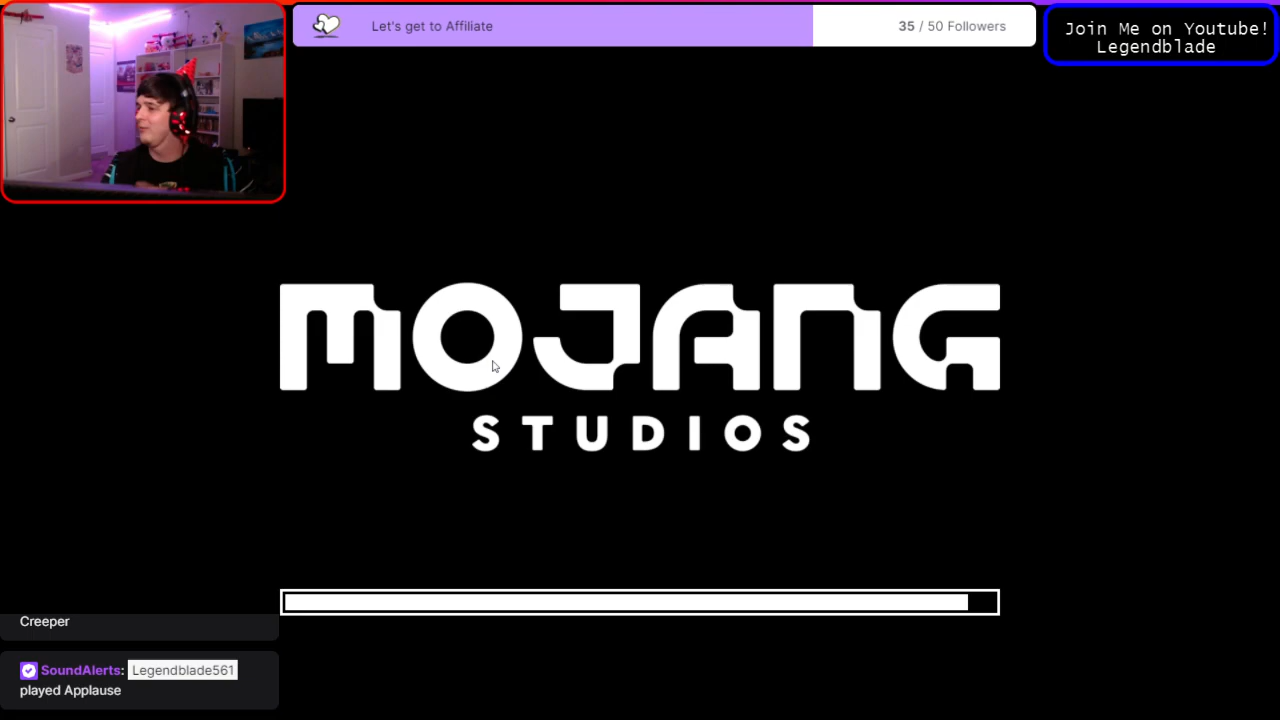 Let's get to Affiliate
35 / 50 Followers
Join Me on Youtube!
Legendblade
MOJANG
STUDIOS
Creeper
SoundAlerts: Legendblade561
played Applause